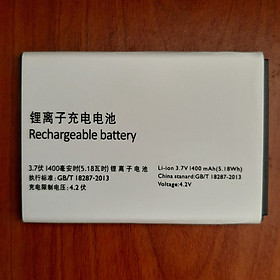 锂离子充电电池
Rechargeable battery
3.7伏1400毫安时(5.18瓦时)锂离子电池
执行标准:GB/T 18287-2013
充电限制电压:4.2伏
Li-ion 3.7V 1400 mAh(5.18Wh)
China stanard:GB/T 18287-2013
Voltage:4.2V